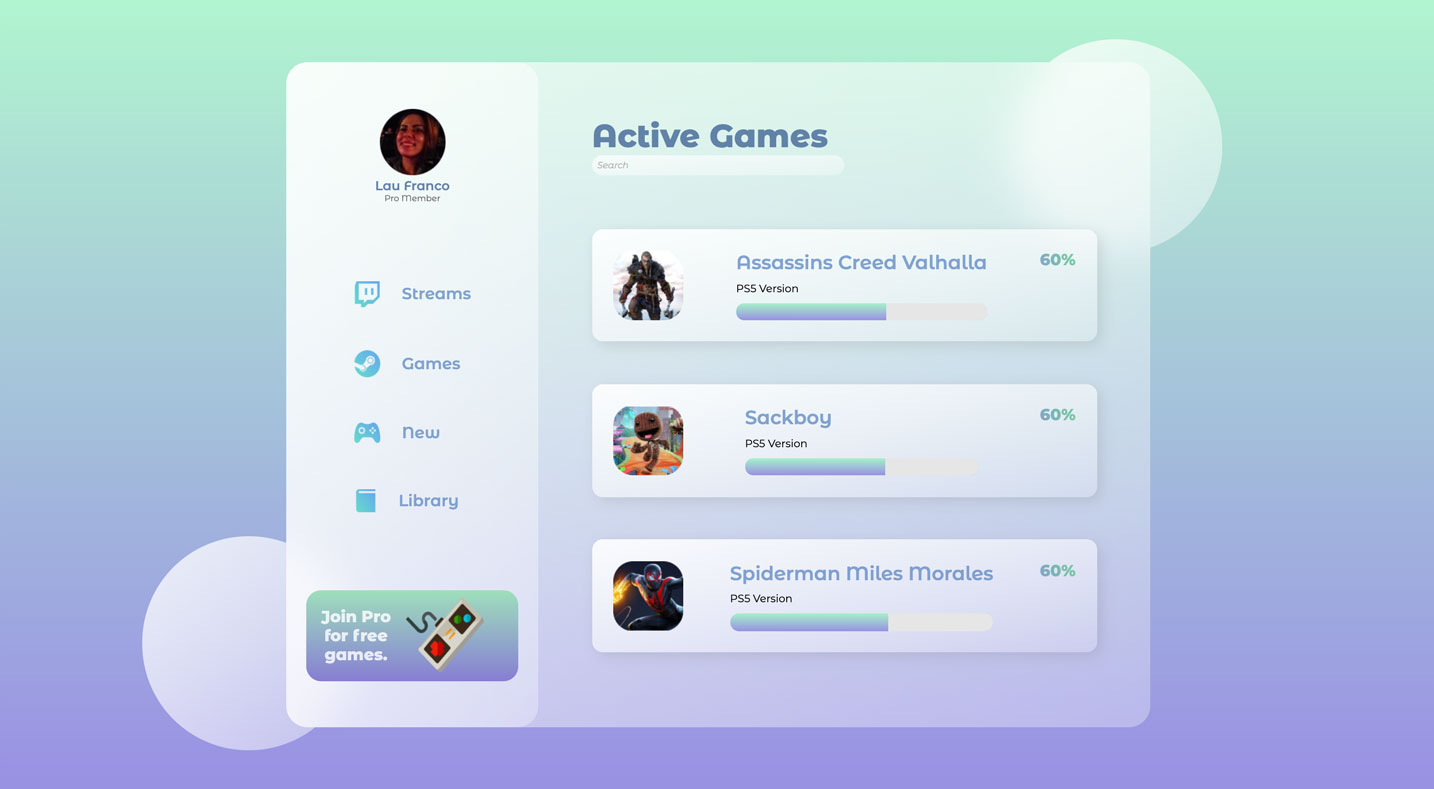 Lau Franco
Pro Member
Streams
Games
New
Library
Join Pro
for free
games.
Active Games
Search
Assassins Creed Valhalla
60%
PS5 Version
Sackboy
60%
PS5 Version
Spiderman Miles Morales
60%
PS5 Version